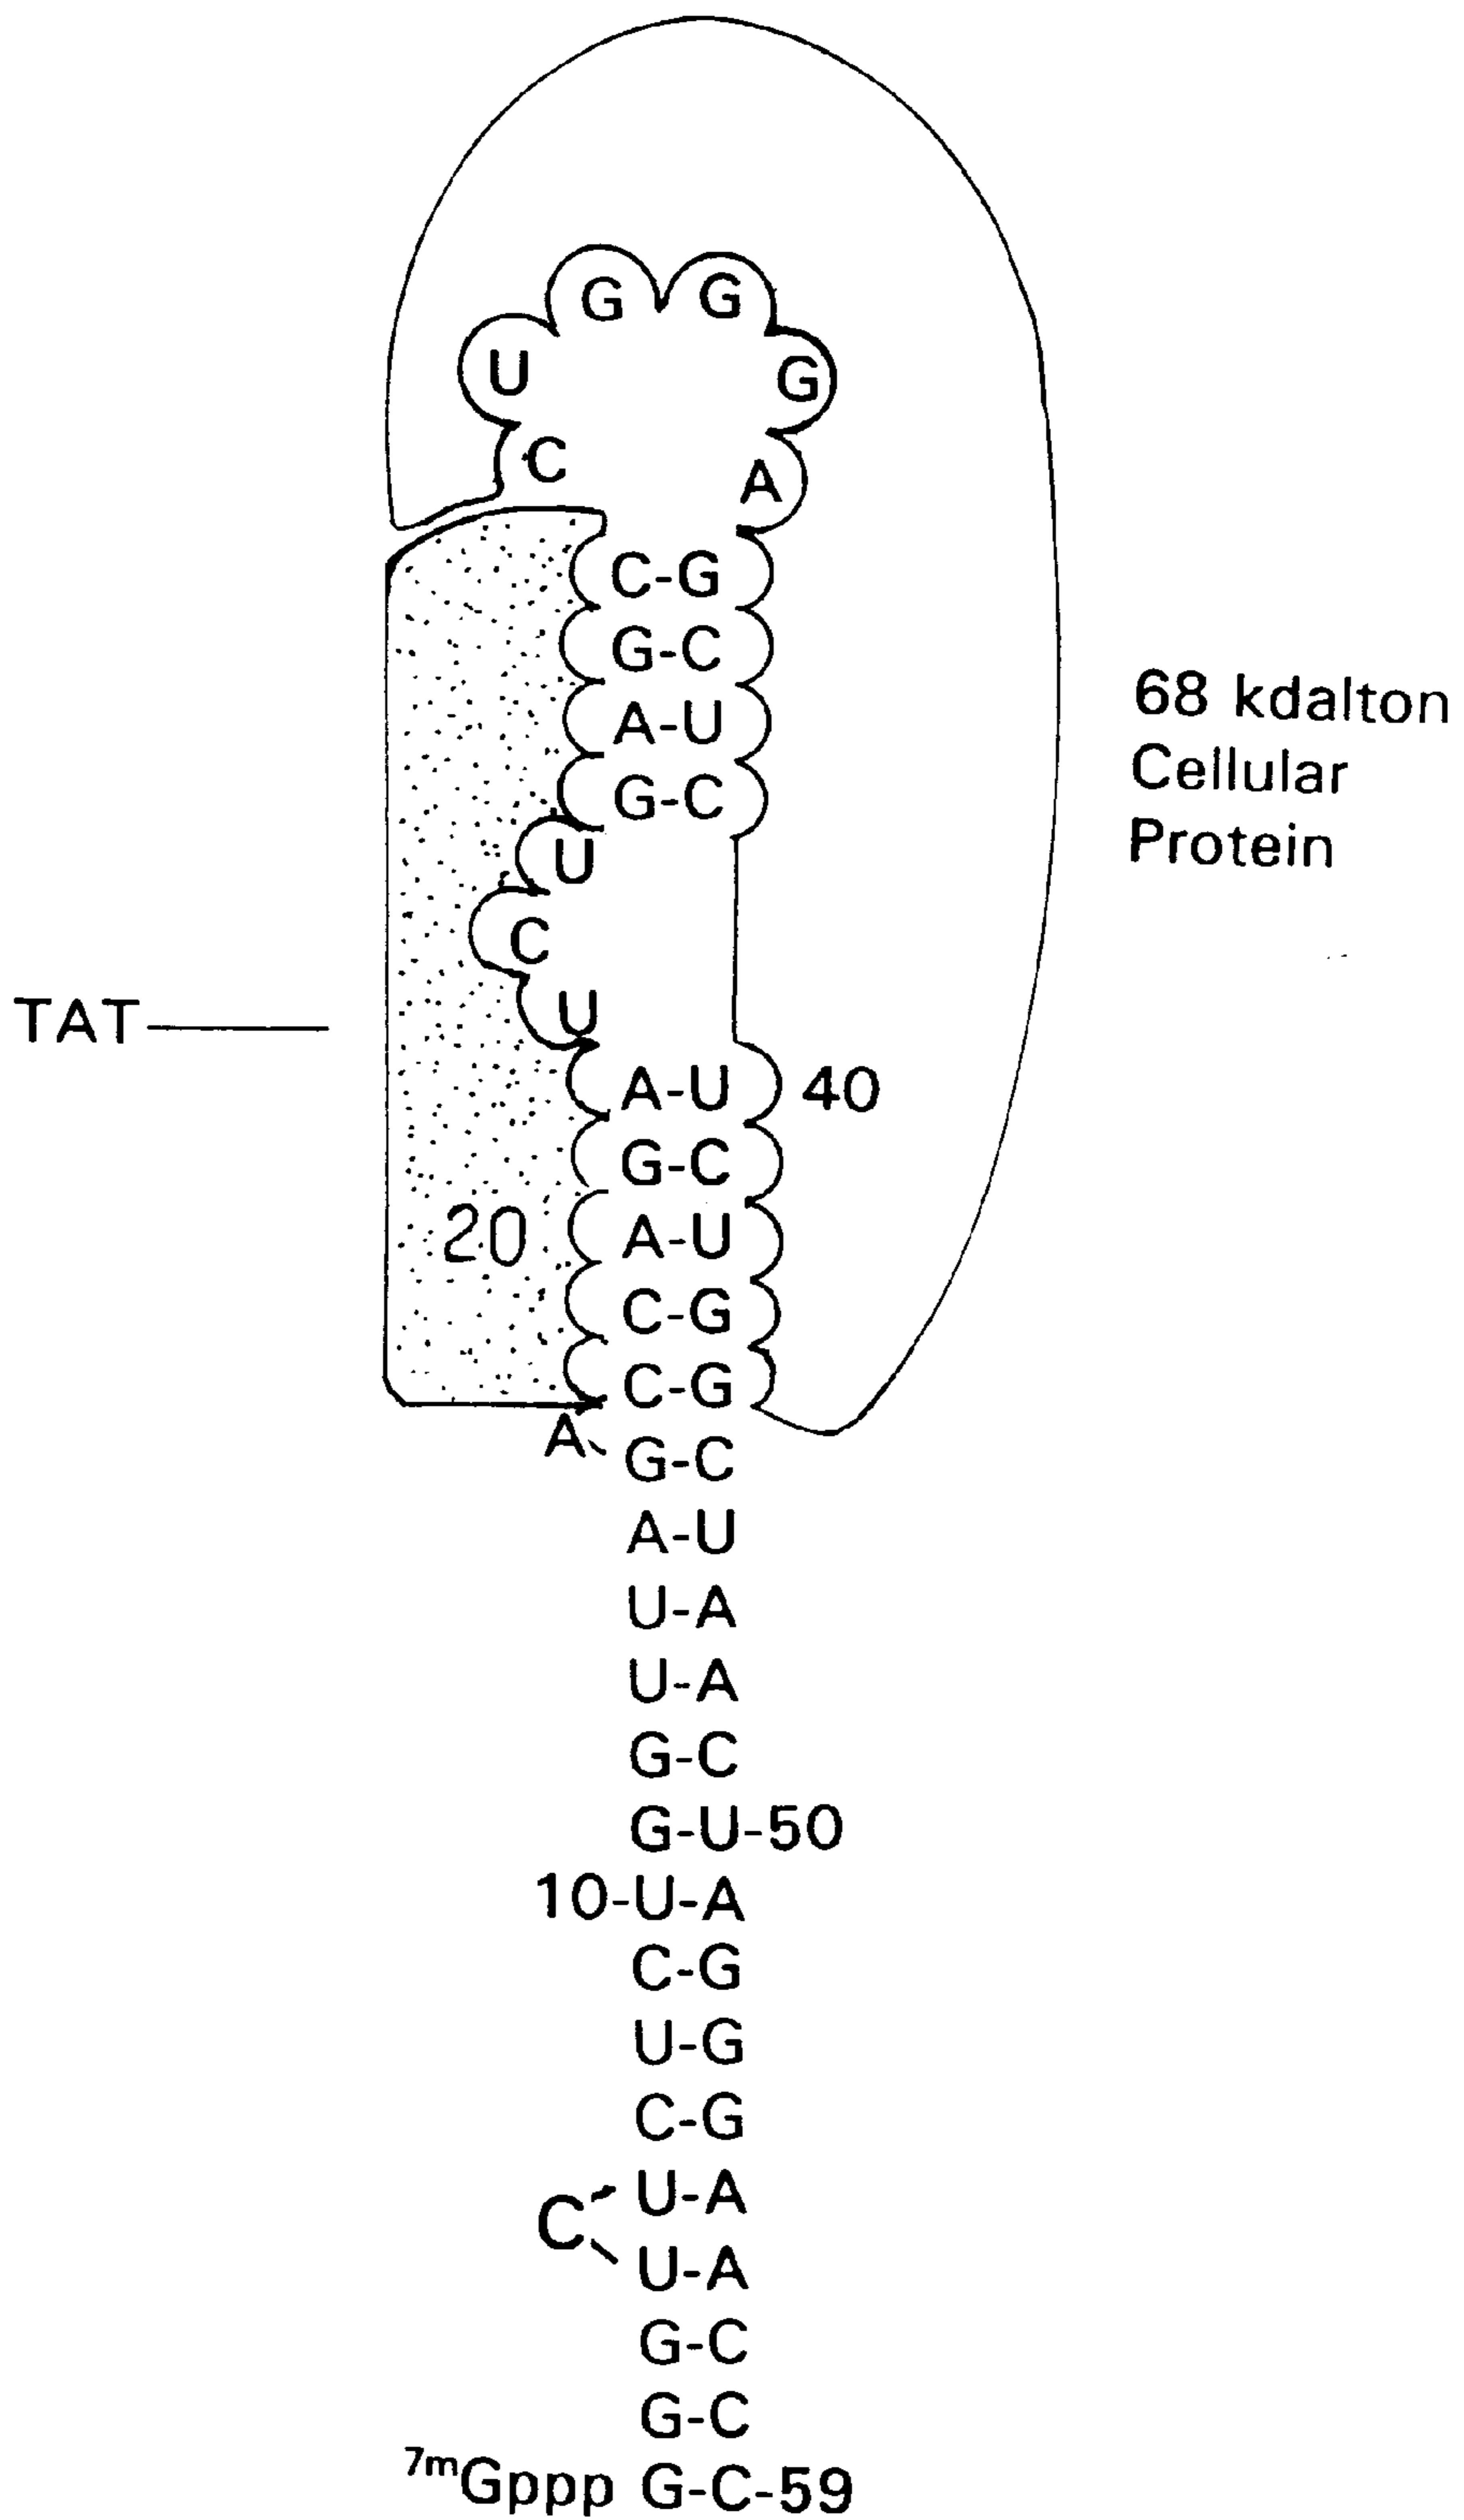 G G
U G
C A
C-G
G-C
A-U
68 kdalton
Cellular
Protein
G-C
U
C
TAT
U
A-U 40
G-C
20 A-U
C-G
C-G
A
G-C
A-U
U-A
U-A
G-C
G-U-50
10-U-A
C-G
U-G
C-G
U-A
C
U-A
G-C
G-C
7mGppp G-C-59